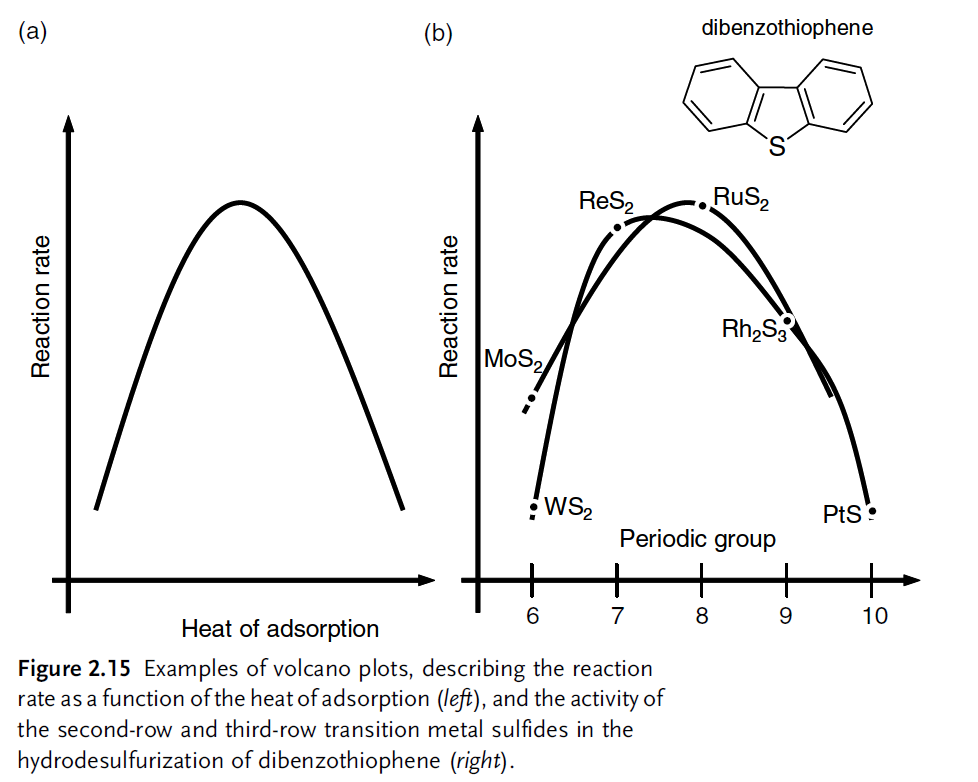 (a)
Reaction rate
Heat of adsorption
(b)
dibenzothiophene
S
Reaction rate
ReS2
RuS2
MoS2
Rh2S3
WS2
PtS
Periodic group
6 7 8 9 10
Figure 2.15 Examples of volcano plots, describing the reaction
rate as a function of the heat of adsorption (left), and the activity of
the second-row and third-row transition metal sulfides in the
hydrodesulfurization of dibenzothiophene (right).